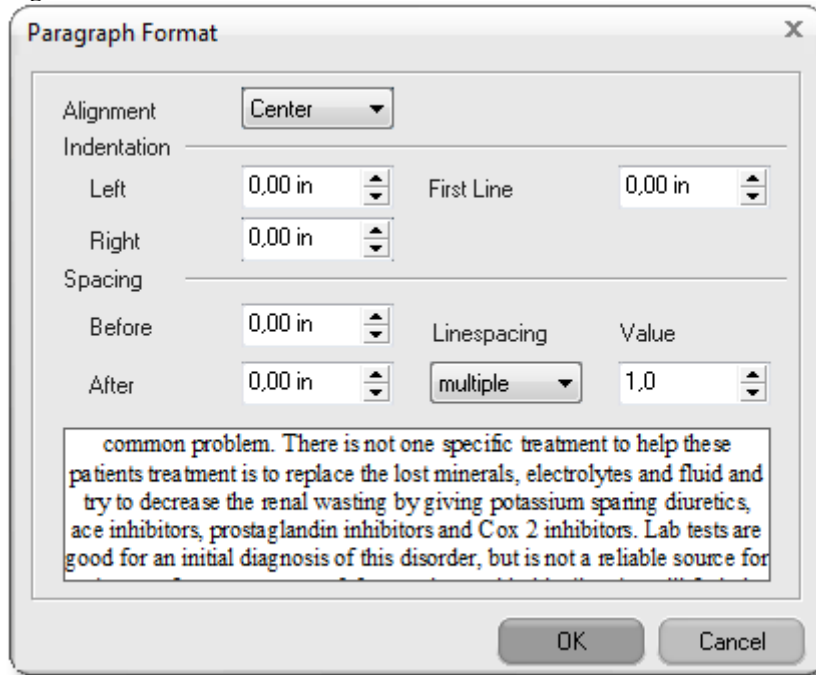 Paragraph Format
Alignment Center
Indentation
Left 0,00 in First Line 0,00 in
Right 0,00 in
Spacing
Before 0,00 in Linespacing Value
After 0,00 in multiple 1,0
common problem. There is not one specific treatment to help these
patients treatment is to replace the lost minerals, electrolytes and fluid and
try to decrease the renal wasting by giving potassium sparing diuretics,
ace inhibitors, prostaglandin inhibitors and Cox 2 inhibitors. Lab tests are
good for an initial diagnosis of this disorder, but is not a reliable source for
OK Cancel